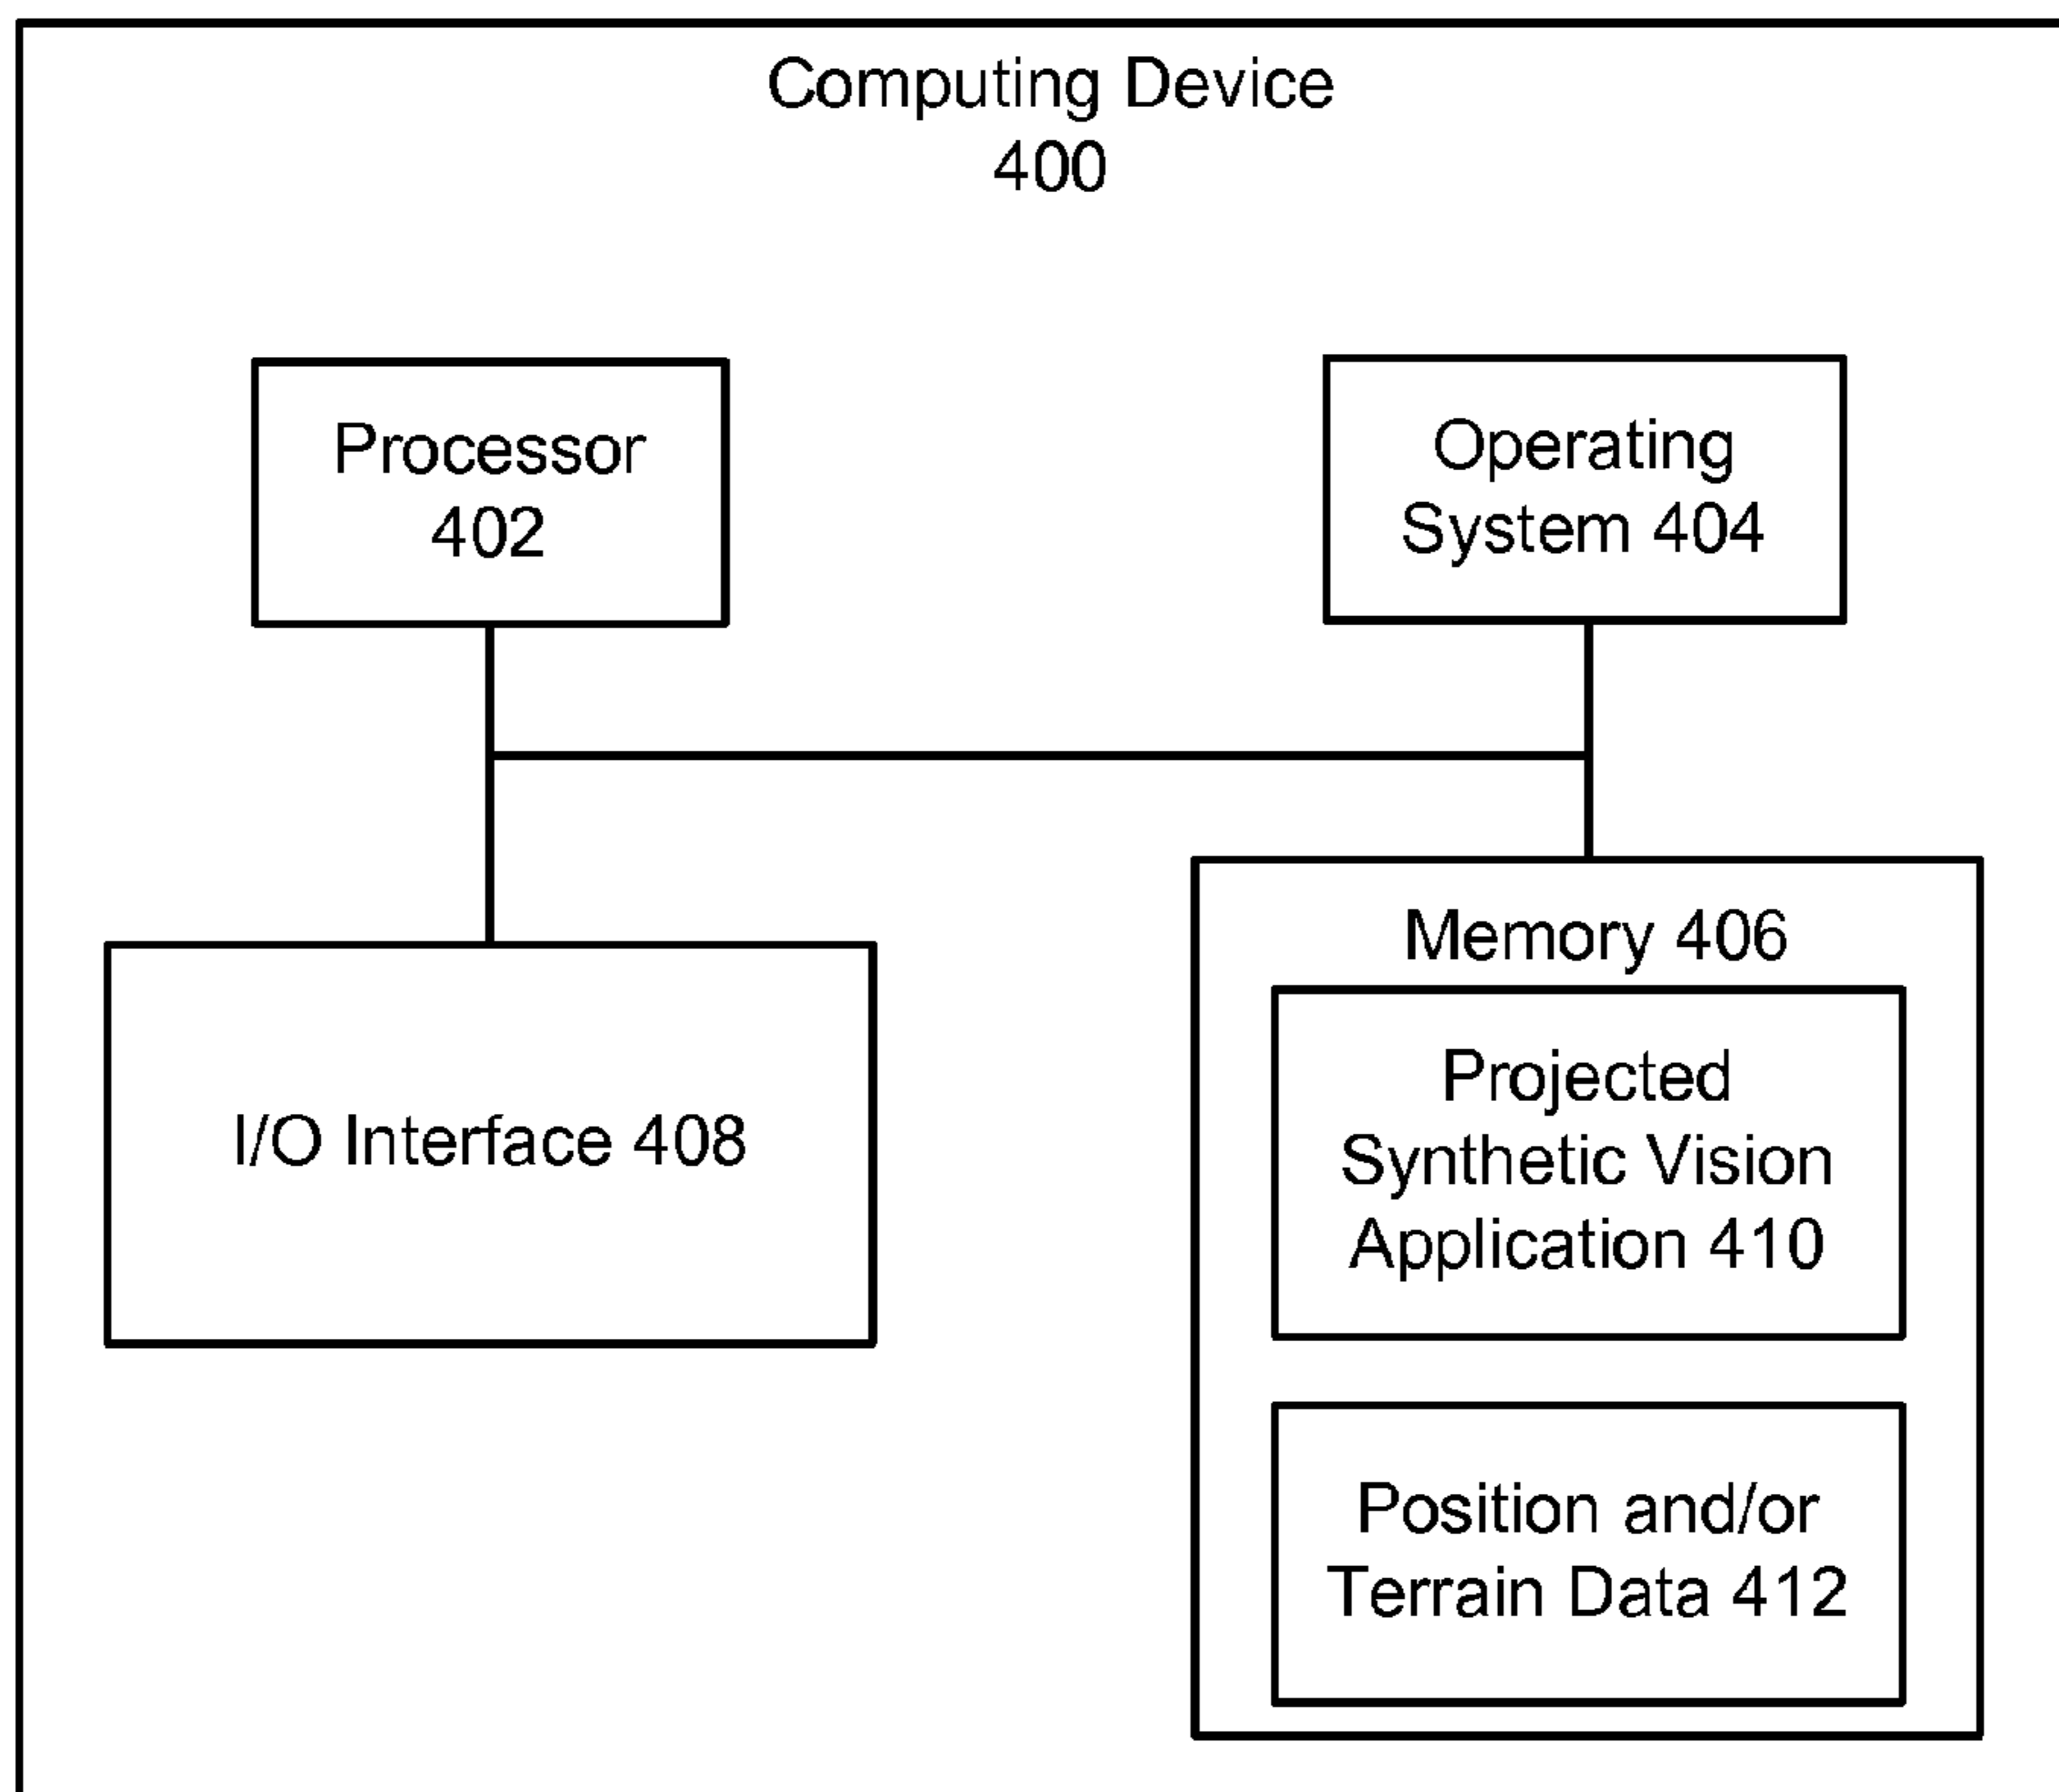 Computing Device
400
Processor
402
Operating
System 404
I/O Interface 408
Memory 406
Projected
Synthetic Vision
Application 410
Position and/or
Terrain Data 412